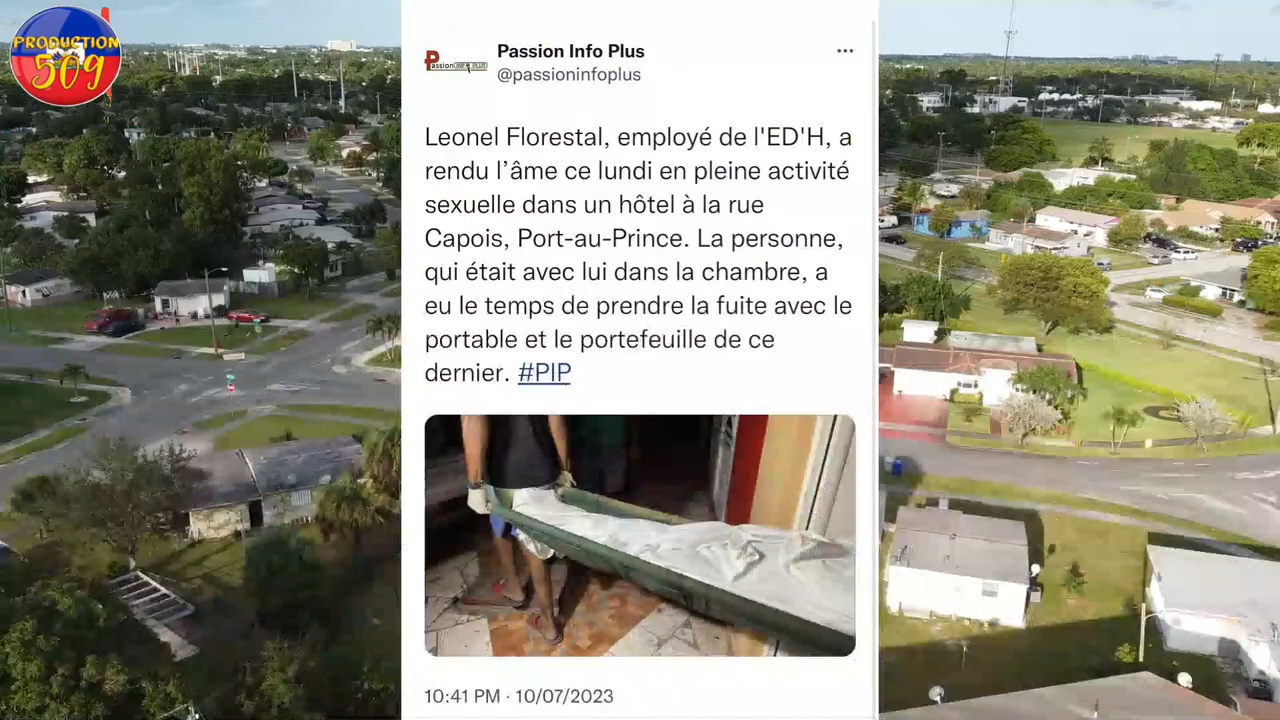 PRODUCTION
509
Passion Info Plus
@passioninfoplus
Leonel Florestal, employé de l'ED'H, a
rendu l’âme ce lundi en pleine activité
sexuelle dans un hôtel à la rue
Capois, Port-au-Prince. La personne,
qui était avec lui dans la chambre, a
eu le temps de prendre la fuite avec le
portable et le portefeuille de ce
dernier. #PIP
10:41 PM · 10/07/2023